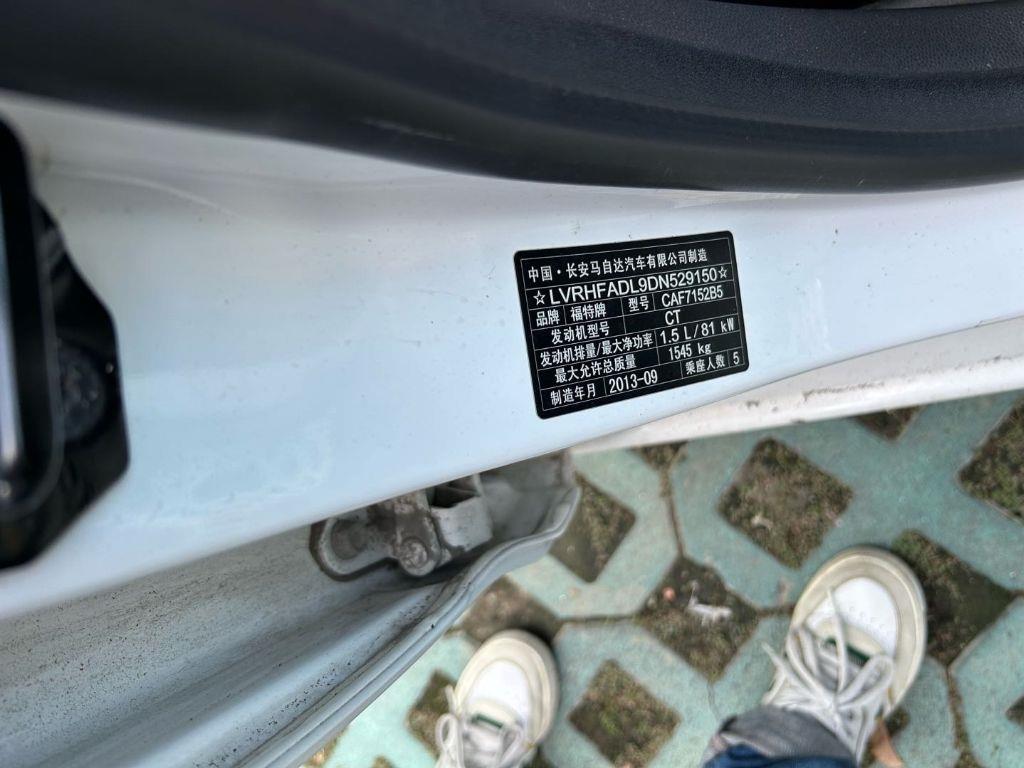 中国·长安马自达汽车有限公司制造
☆LVRHFADL9DN529150☆
品牌 福特牌 型号 CAF7152B5
发动机型号 CT
发动机排量/最大净功率 1.5 L/81 kW
最大允许总质量 1545 kg
制造年月 2013-09 乘座人数 5